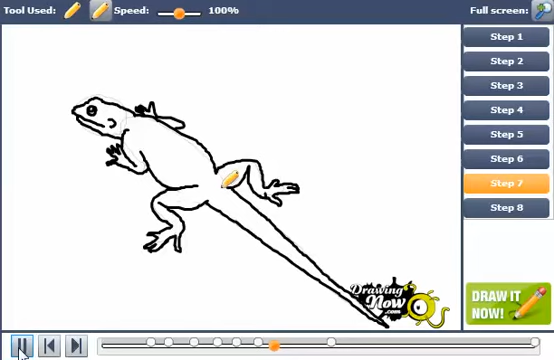 Tool Used: Speed: 100% Full screen:
Step 1
Step 2
Step 3
Step 4
Step 5
Step 6
Step 7
Step 8
Drawing
Now.com
DRAW IT
NOW!